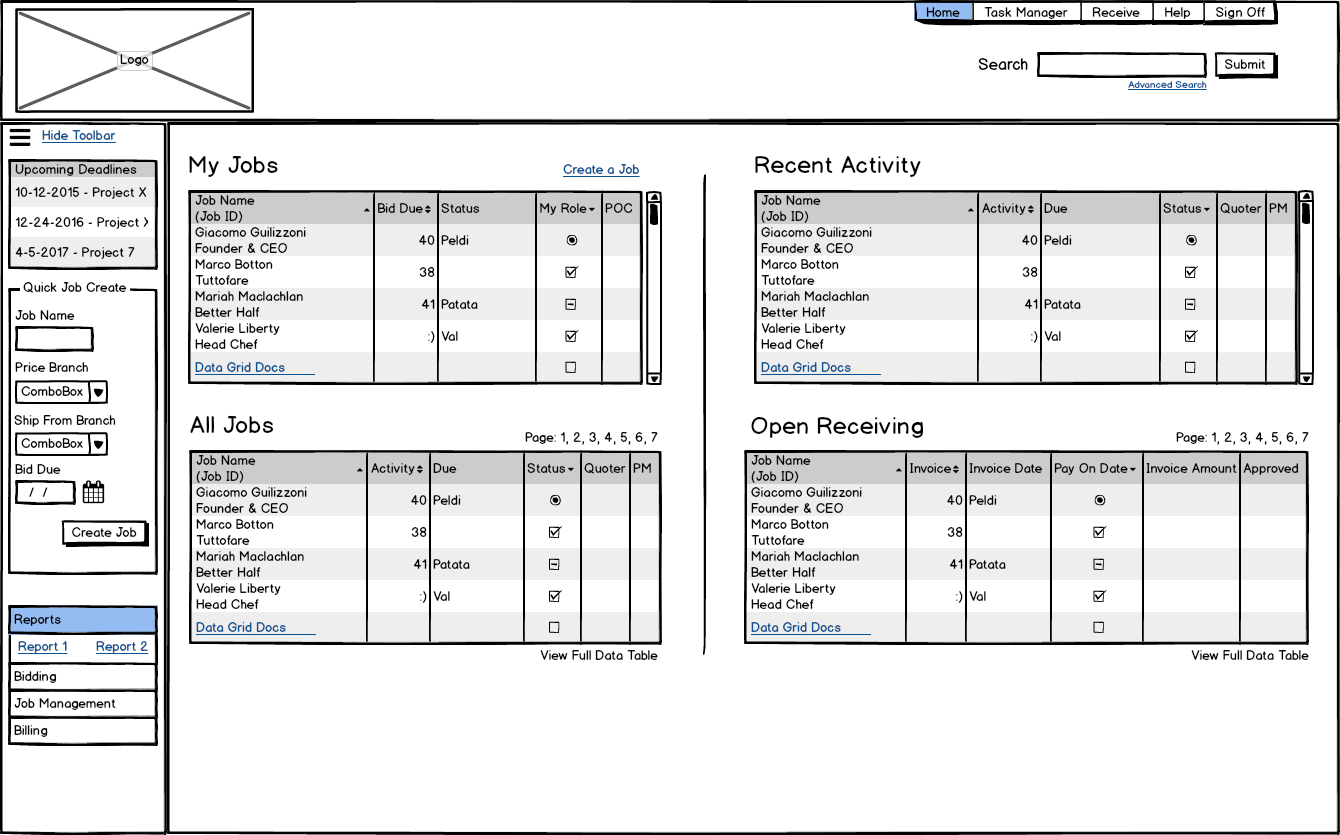 Home Task Manager Receive Help Sign Off
Logo
Search Submit
Advanced Search
Hide Toolbar
Upcoming Deadlines
10-12-2015 - Project X
12-24-2016 - Project
4-5-2017 - Project 7
Quick Job Create
Job Name
Price Branch
ComboBox
Ship From Branch
ComboBox
Bid Due
/ /
Create Job
Reports
Report 1 Report 2
Bidding
Job Management
Billing
My Jobs
Create a Job
Job Name
(Job ID) Bid Due Status My Role POC
Giacomo Guilizzoni
Founder & CEO 40 Peldi
Marco Botton
Tuttofare 38
Mariah Maclachlan
Better Half 41 Patata
Valerie Liberty
Head Chef :) Val
Data Grid Docs
Recent Activity
Job Name
(Job ID) Activity Due Status Quoter PM
Giacomo Guilizzoni
Founder & CEO 40 Peldi
Marco Botton
Tuttofare 38
Mariah Maclachlan
Better Half 41 Patata
Valerie Liberty
Head Chef :) Val
Data Grid Docs
All Jobs
Page: 1, 2, 3, 4, 5, 6, 7
Job Name
(Job ID) Activity Due Status Quoter PM
Giacomo Guilizzoni
Founder & CEO 40 Peldi
Marco Botton
Tuttofare 38
Mariah Maclachlan
Better Half 41 Patata
Valerie Liberty
Head Chef :) Val
Data Grid Docs
View Full Data Table
Open Receiving
Page: 1, 2, 3, 4, 5, 6, 7
Job Name
(Job ID) Invoice Invoice Date Pay On Date Invoice Amount Approved
Giacomo Guilizzoni
Founder & CEO 40 Peldi
Marco Botton
Tuttofare 38
Mariah Maclachlan
Better Half 41 Patata
Valerie Liberty
Head Chef :) Val
Data Grid Docs
View Full Data Table